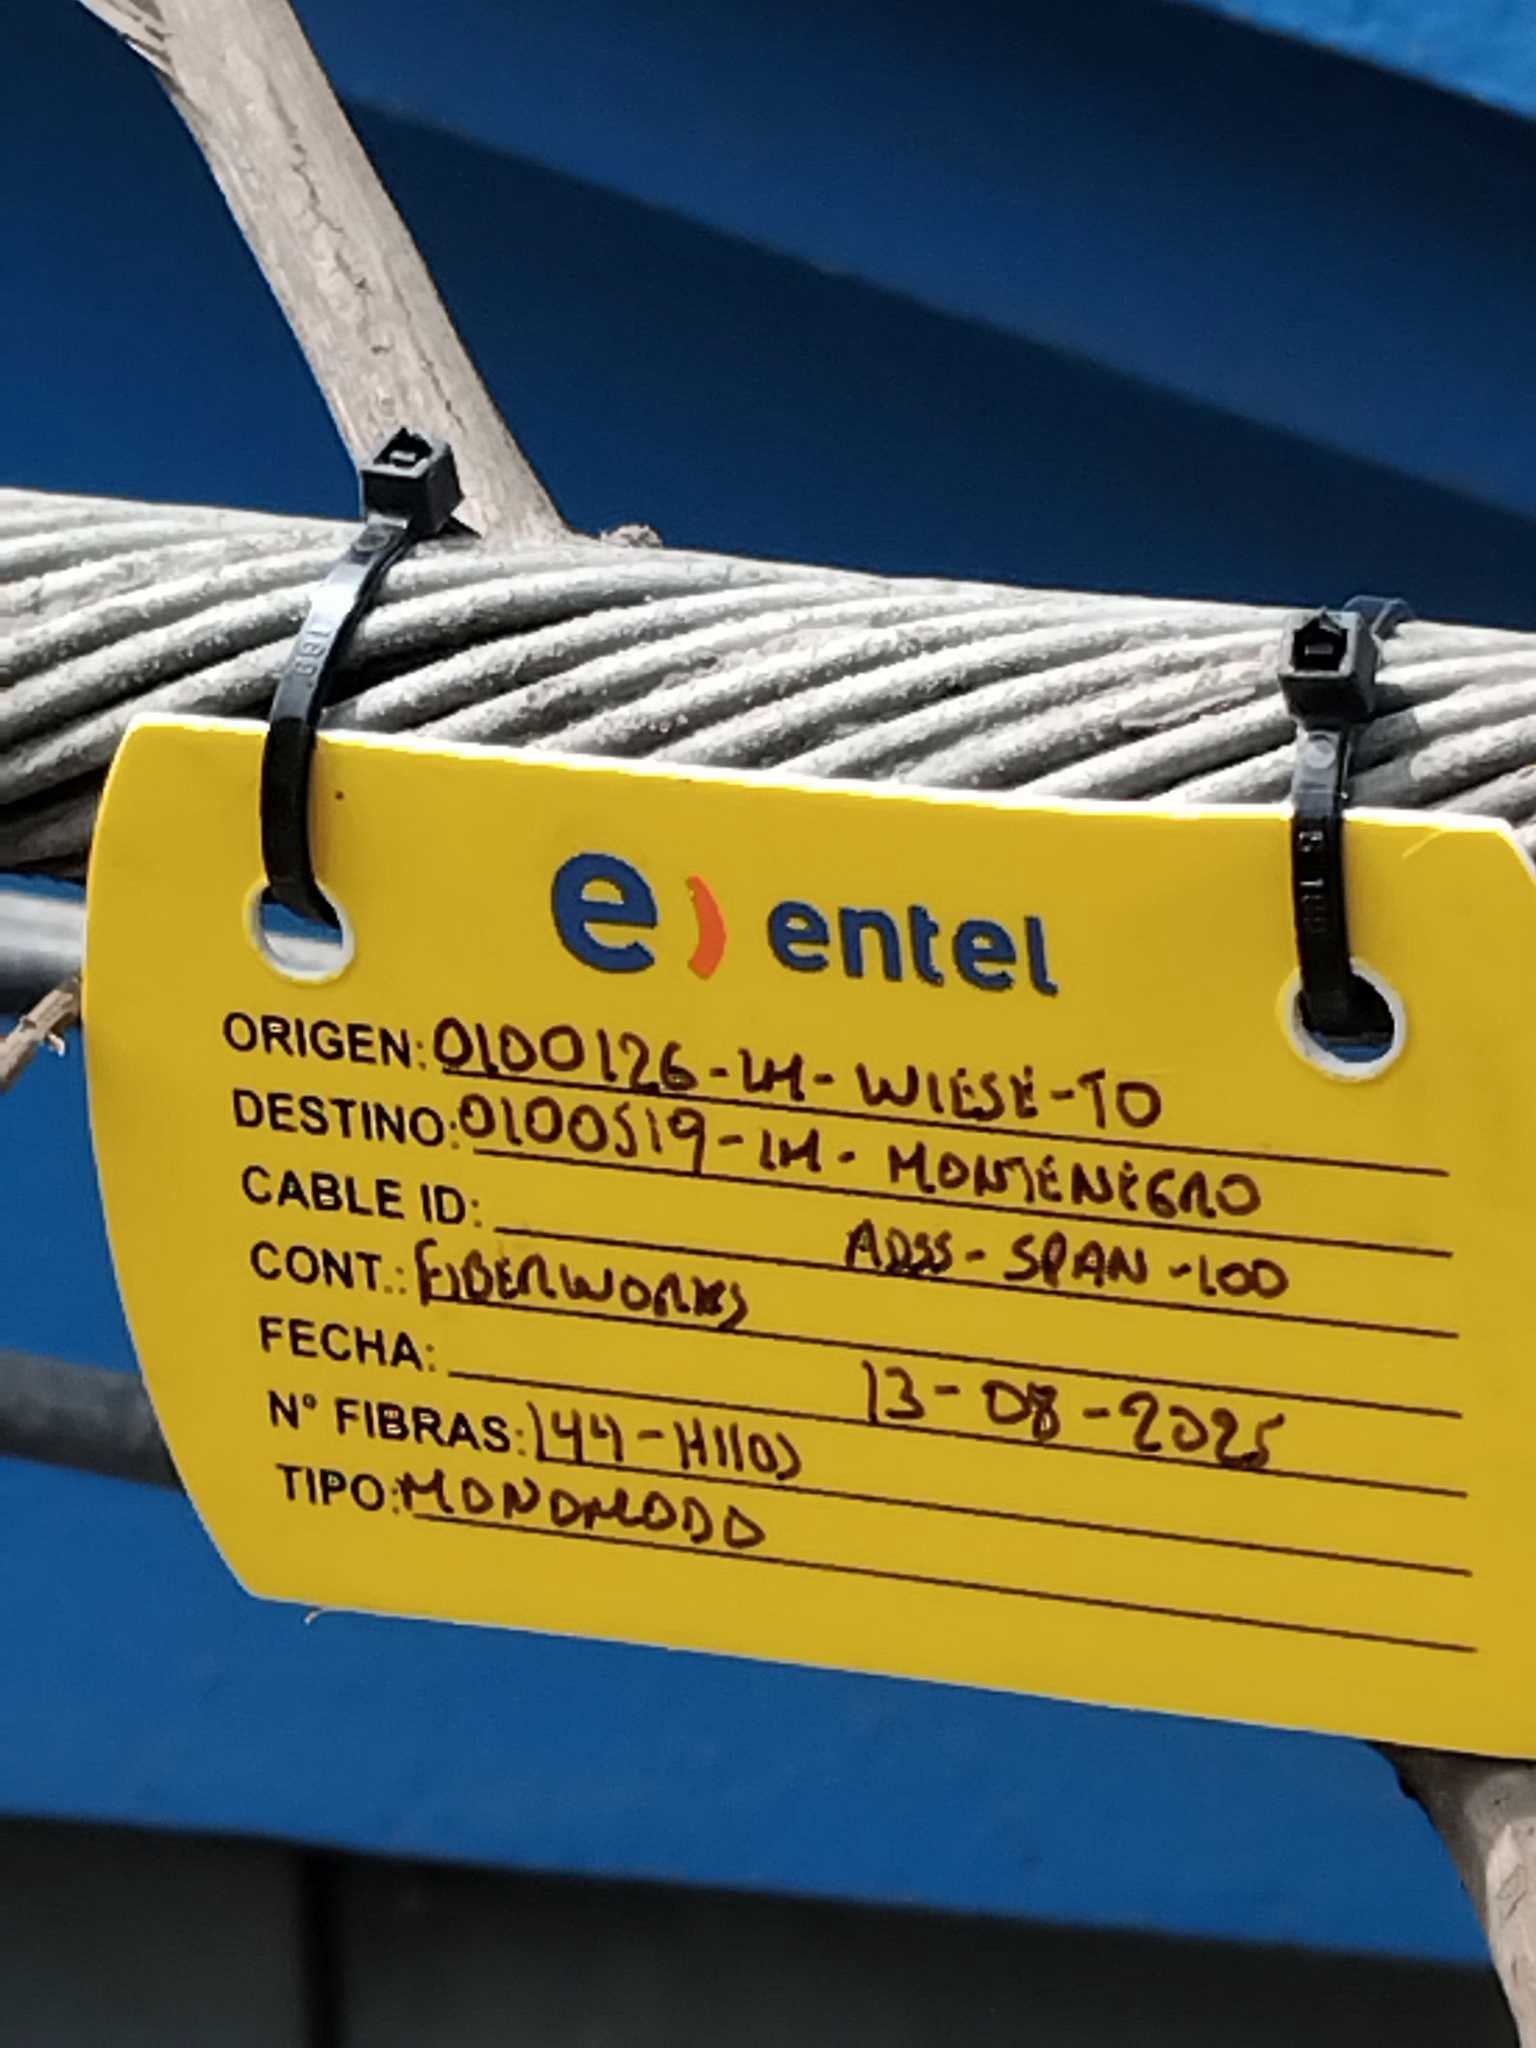 e) entel
ORIGEN: 0100126-LM-WIESE-TO
DESTINO: 0100519-LM-MONTENEGRO
CABLE ID: ADSS-SPAN-100
CONT.: FIBERWORKS
FECHA: 13-08-2025
N° FIBRAS: 144-HIlos
TIPO: MONOMODO